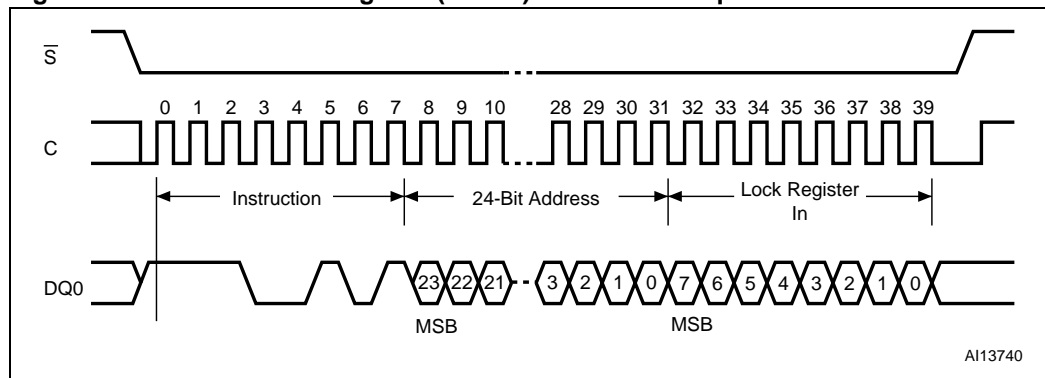 S
0 1 2 3 4 5 6 7 8 9 10 28 29 30 31 32 33 34 35 36 37 38 39
C
Instruction 24-Bit Address Lock Register
In
DQ0 23 22 21 3 2 1 0 7 6 5 4 3 2 1 0
MSB MSB
AI13740